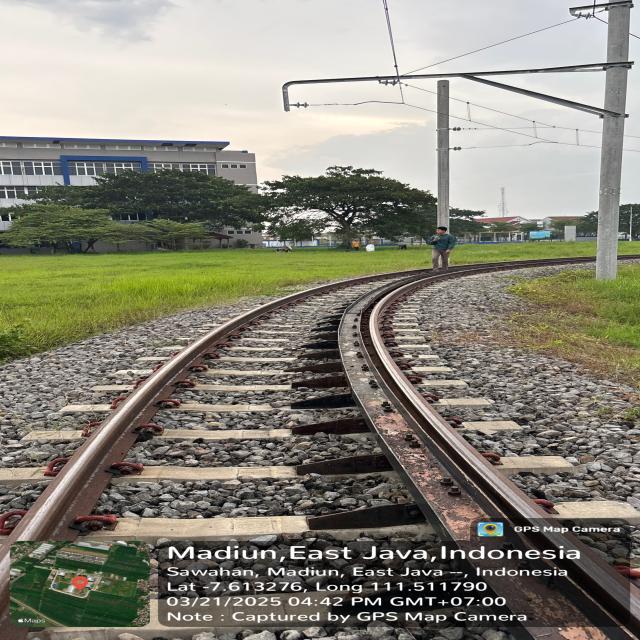 GPS Map Camera
Madiun,East Java,Indonesia
Sawahan, Madiun, East Java --, Indonesia
Lat -7.613276, Long 111.511790
03/21/2025 04:42 PM GMT+07:00
Note : Captured by GPS Map Camera
Maps